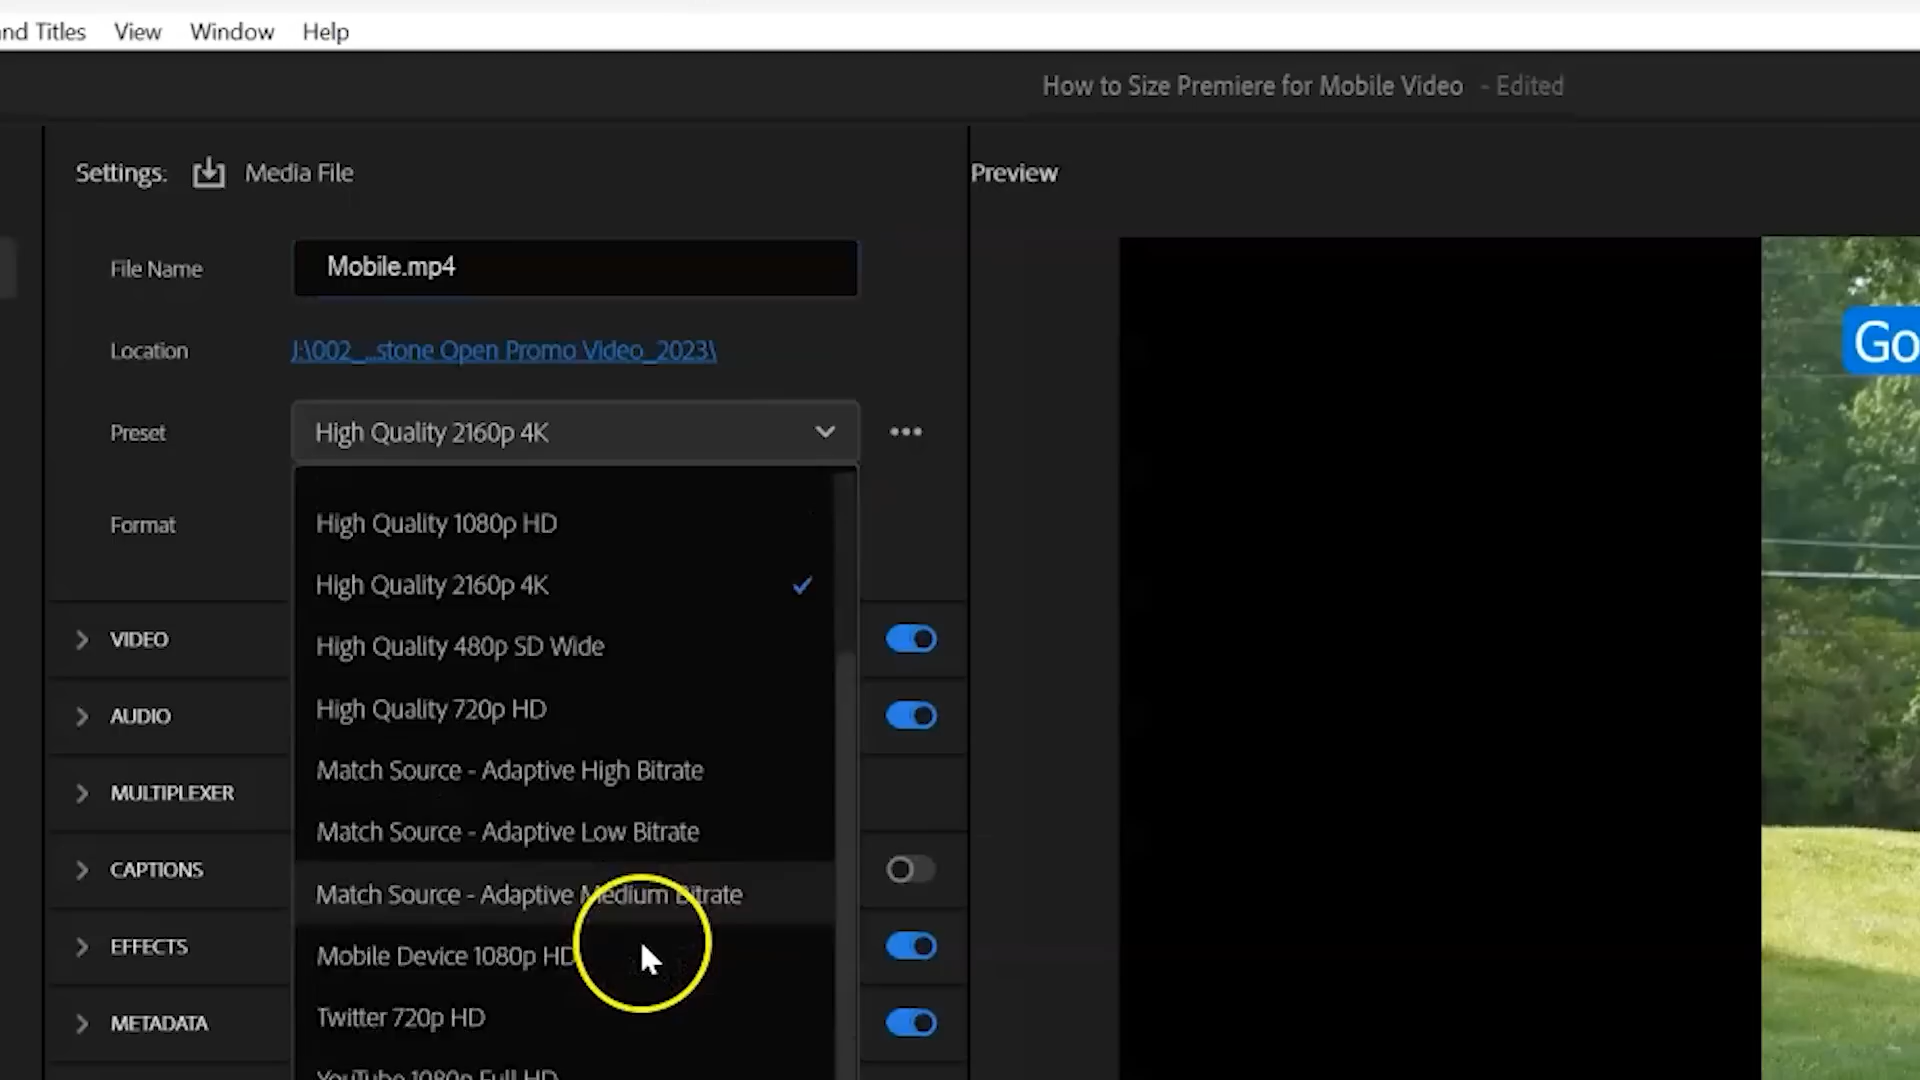 nd Titles View Window Help
How to Size Premiere for Mobile Video - Edited
Settings: Media File
Preview
File Name Mobile.mp4
Go
Location J:\002_...stone Open Promo Video_2023\
Preset High Quality 2160p 4K
Format
High Quality 1080p HD
High Quality 2160p 4K
High Quality 480p SD Wide
VIDEO
High Quality 720p HD
AUDIO
Match Source - Adaptive High Bitrate
MULTIPLEXER
Match Source - Adaptive Low Bitrate
CAPTIONS
Match Source - Adaptive Medium Bitrate
EFFECTS
Mobile Device 1080p HD
Twitter 720p HD
METADATA
YouTube 1080p Full HD